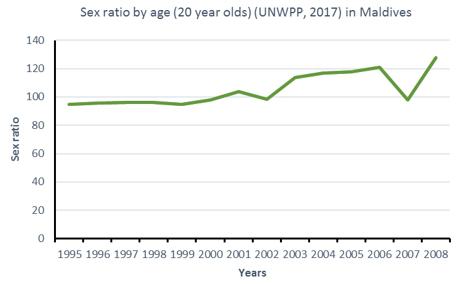 Sex ratio by age (20 year olds) (UNWPP, 2017) in Maldives
140
120
100
80
60
40
20
0
Sex ratio
1995 1996 1997 1998 1999 2000 2001 2002 2003 2004 2005 2006 2007 2008
Years